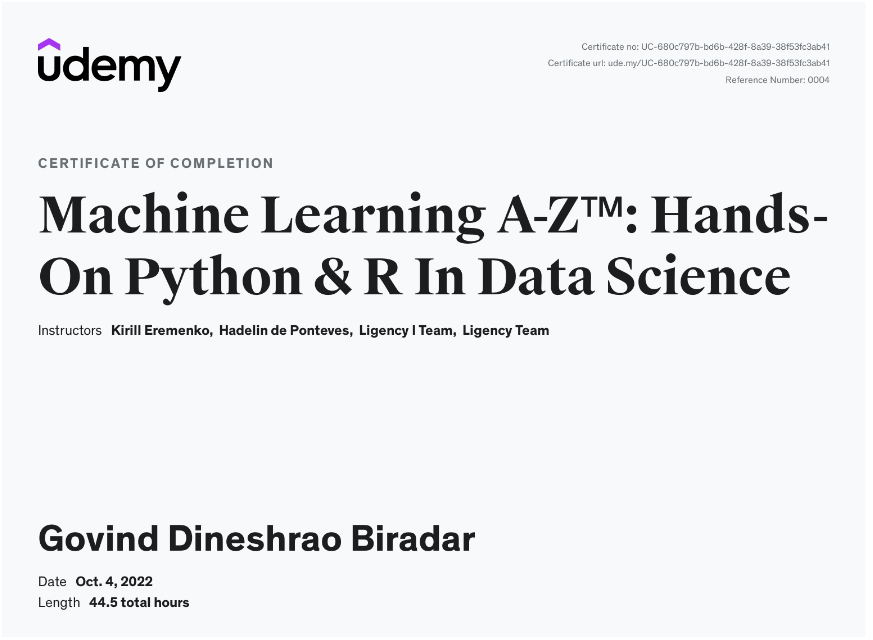 udemy
Certificate no: UC-680c797b-bd6b-428f-8a39-38f53fc3ab41
Certificate url: ude.my/UC-680c797b-bd6b-428f-8a39-38f53fc3ab41
Reference Number: 0004
CERTIFICATE OF COMPLETION
Machine Learning A-Z™: Hands-
On Python & R In Data Science
Instructors Kirill Eremenko, Hadelin de Ponteves, Ligency I Team, Ligency Team
Govind Dineshrao Biradar
Date Oct. 4, 2022
Length 44.5 total hours